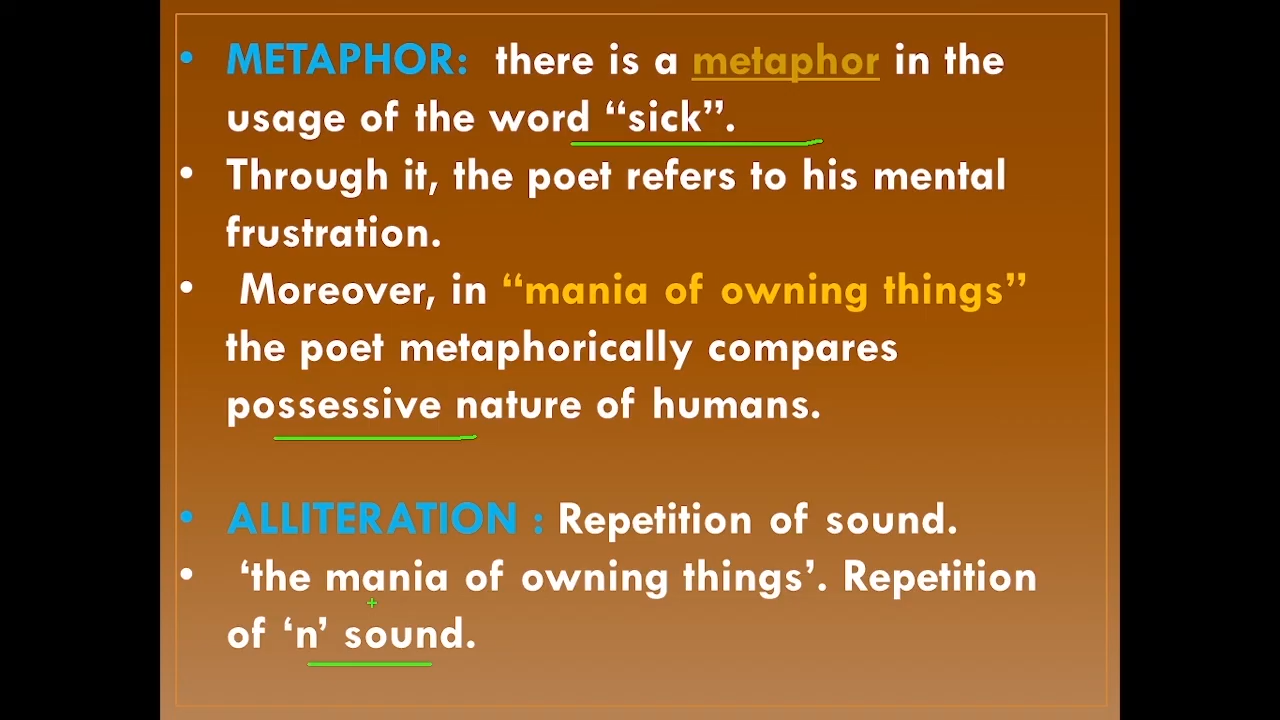 • METAPHOR: there is a metaphor in the
usage of the word “sick”.
• Through it, the poet refers to his mental
frustration.
• Moreover, in “mania of owning things”
the poet metaphorically compares
possessive nature of humans.
• ALLITERATION : Repetition of sound.
• ‘the mania of owning things’. Repetition
of ‘n’ sound.